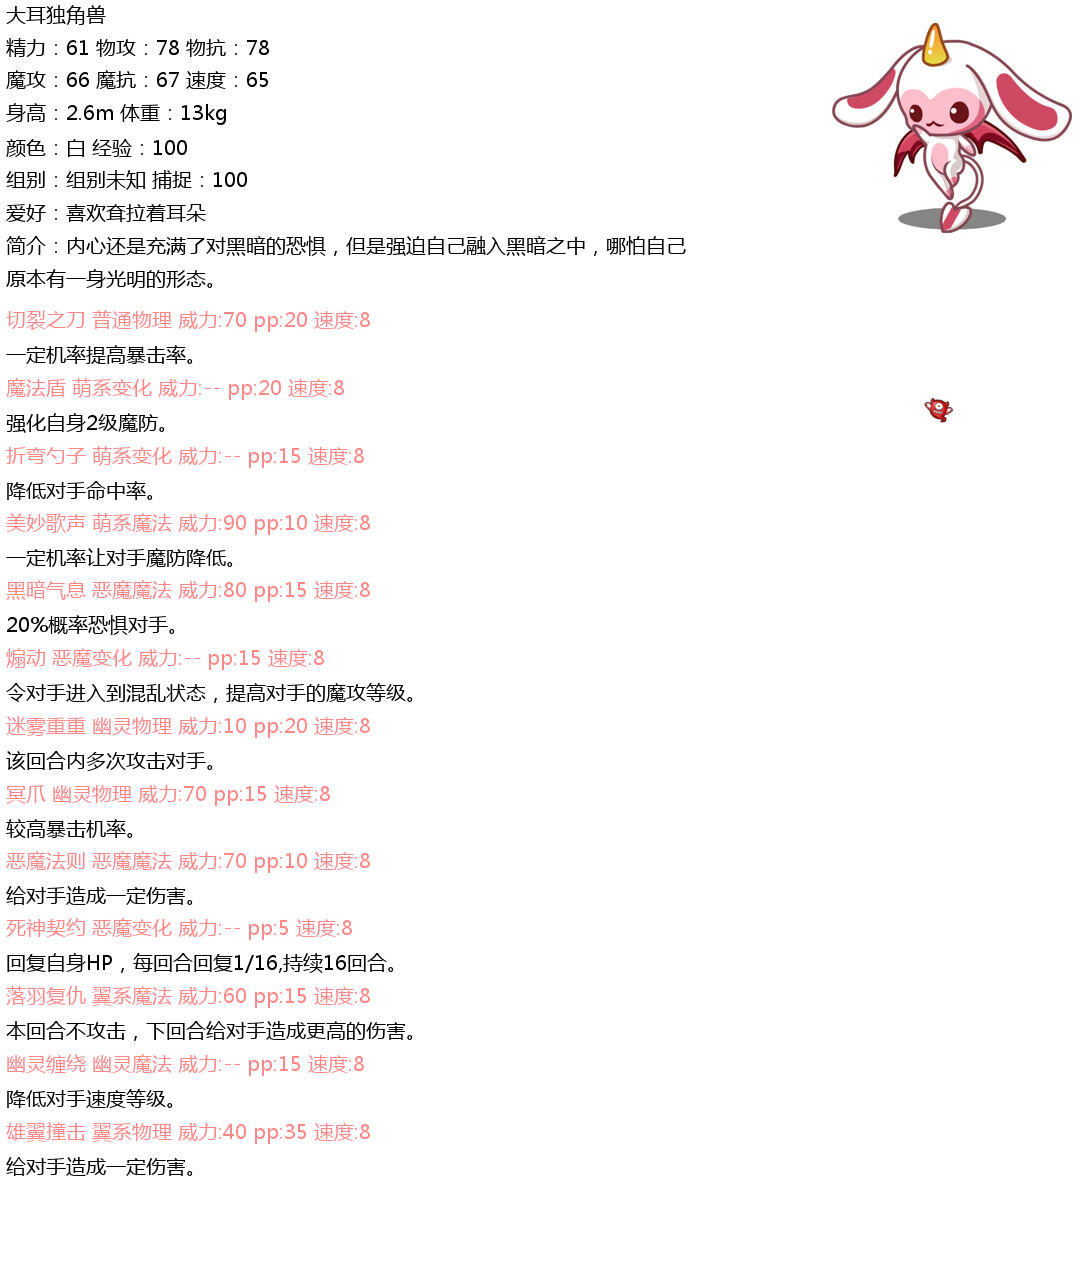 大耳独角兽
精力：61 物攻：78 物抗：78
魔攻：66 魔抗：67 速度：65
身高：2.6m 体重：13kg
颜色：白 经验：100
组别：组别未知 捕捉：100
爱好：喜欢耷拉着耳朵
简介：内心还是充满了对黑暗的恐惧，但是强迫自己融入黑暗之中，哪怕自己
原本有一身光明的形态。
切裂之刀 普通物理 威力:70 pp:20 速度:8
一定机率提高暴击率。
魔法盾 萌系变化 威力:-- pp:20 速度:8
强化自身2级魔防。
折弯勺子 萌系变化 威力:-- pp:15 速度:8
降低对手命中率。
美妙歌声 萌系魔法 威力:90 pp:10 速度:8
一定机率让对手魔防降低。
黑暗气息 恶魔魔法 威力:80 pp:15 速度:8
20%概率恐惧对手。
煽动 恶魔变化 威力:-- pp:15 速度:8
令对手进入到混乱状态，提高对手的魔攻等级。
迷雾重重 幽灵物理 威力:10 pp:20 速度:8
该回合内多次攻击对手。
冥爪 幽灵物理 威力:70 pp:15 速度:8
较高暴击机率。
恶魔法则 恶魔魔法 威力:70 pp:10 速度:8
给对手造成一定伤害。
死神契约 恶魔变化 威力:-- pp:5 速度:8
回复自身HP，每回合回复1/16,持续16回合。
落羽复仇 翼系魔法 威力:60 pp:15 速度:8
本回合不攻击，下回合给对手造成更高的伤害。
幽灵缠绕 幽灵魔法 威力:-- pp:15 速度:8
降低对手速度等级。
雄翼撞击 翼系物理 威力:40 pp:35 速度:8
给对手造成一定伤害。